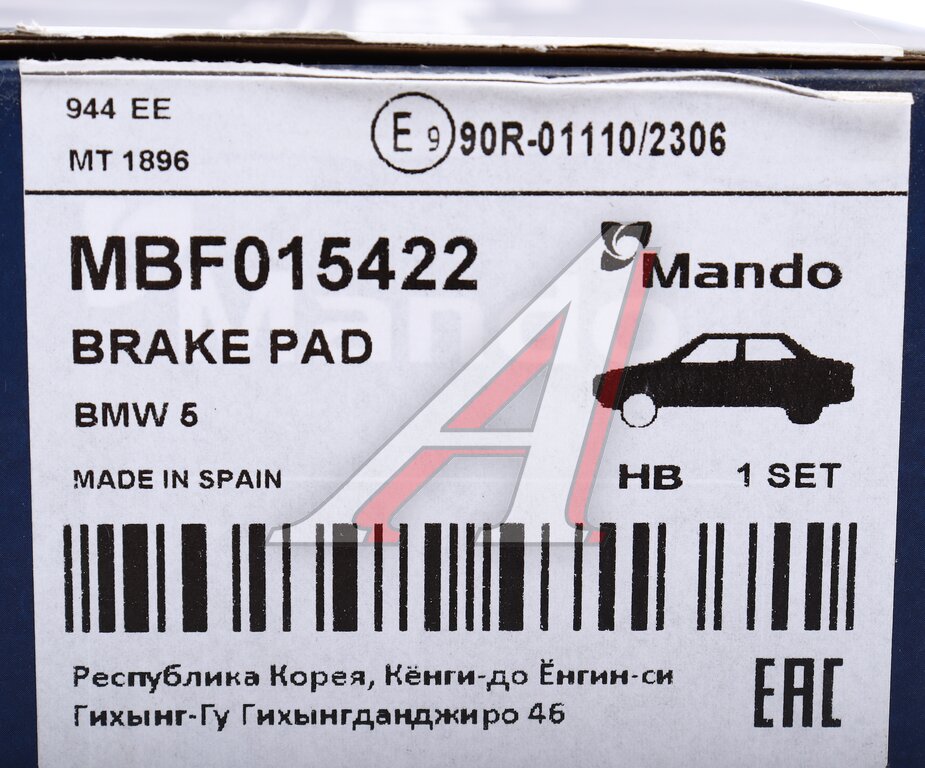 944 EE
MT 1896
E 9 90R-01110/2306
MBF015422
Mando
BRAKE PAD
BMW 5
MADE IN SPAIN
HB 1 SET
Республика Корея, Кёнги-до Ёнгин-си
Гихынг-Гу Гихынгданджиро 46
EAC